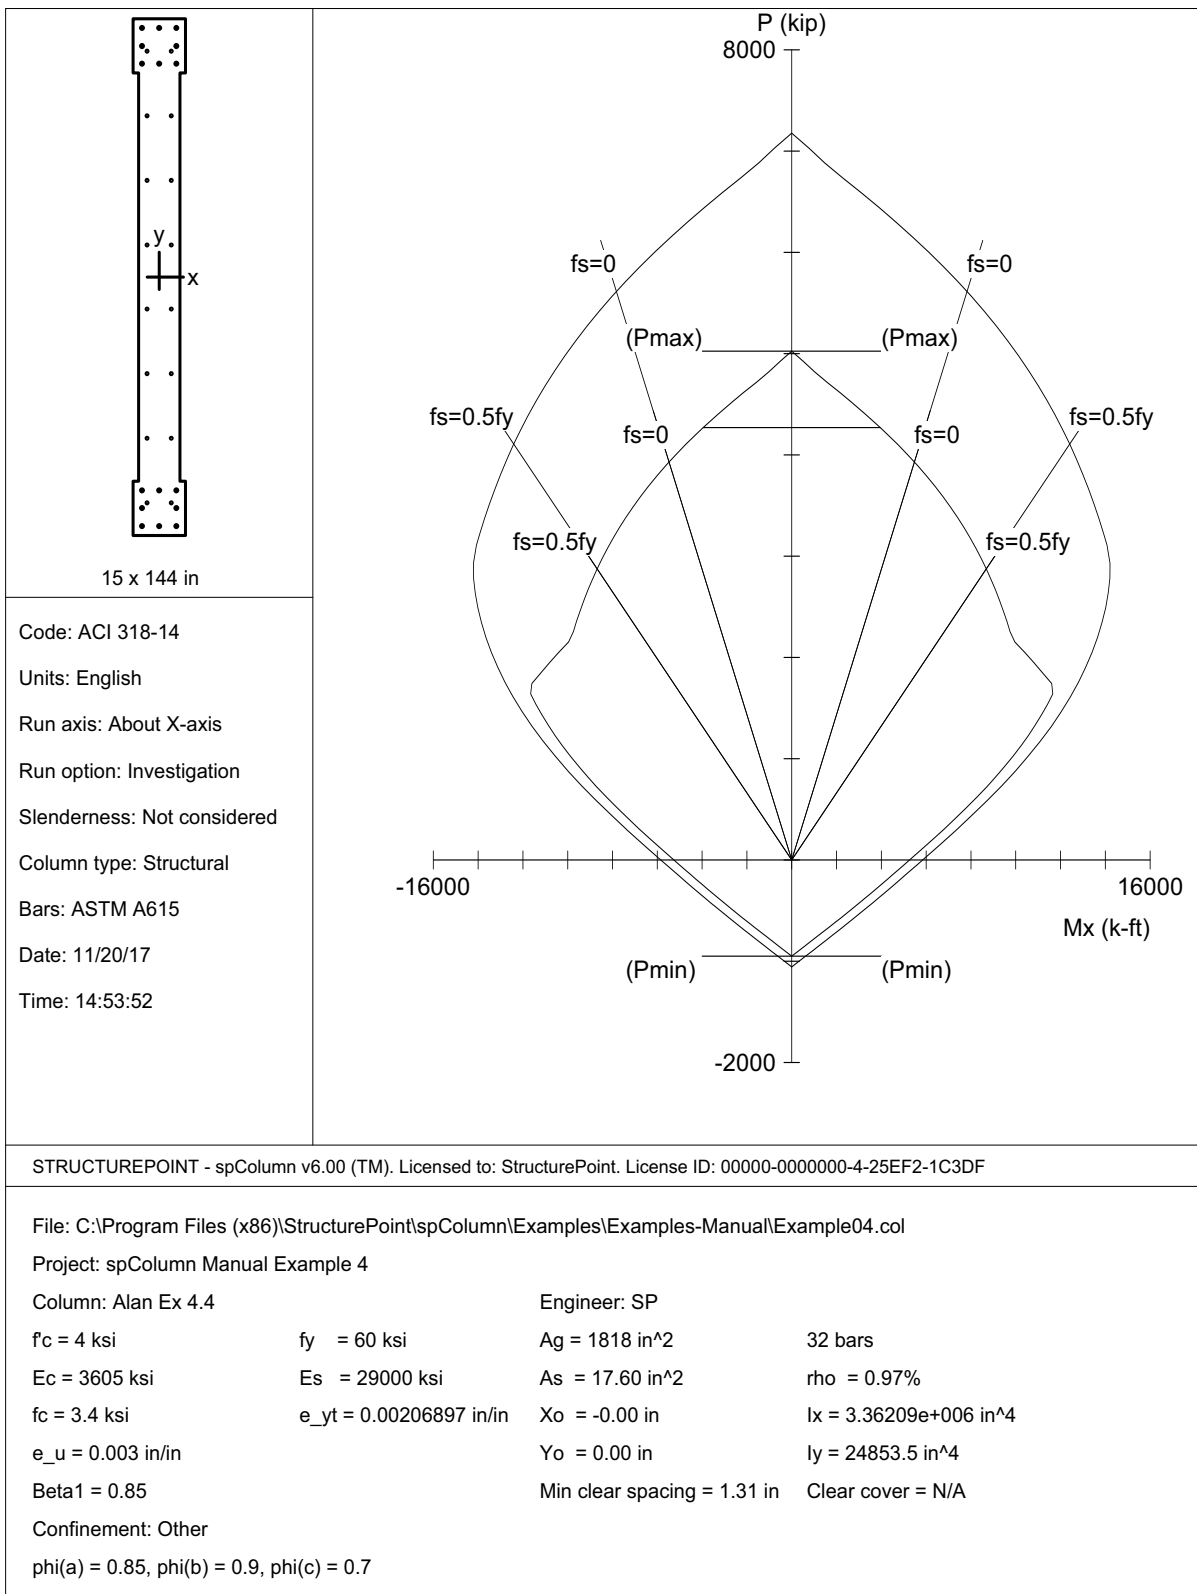 P (kip)
8000
y
x
fs=0
fs=0
(Pmax)
(Pmax)
fs=0.5fy
fs=0.5fy
fs=0
fs=0
fs=0.5fy
fs=0.5fy
15 x 144 in
Code: ACI 318-14
Units: English
Run axis: About X-axis
Run option: Investigation
Slenderness: Not considered
Column type: Structural
Bars: ASTM A615
Date: 11/20/17
Time: 14:53:52
-16000
16000
Mx (k-ft)
(Pmin)
(Pmin)
-2000
STRUCTUREPOINT - spColumn v6.00 (TM). Licensed to: StructurePoint. License ID: 00000-0000000-4-25EF2-1C3DF
File: C:\Program Files (x86)\StructurePoint\spColumn\Examples\Examples-Manual\Example04.col
Project: spColumn Manual Example 4
Column: Alan Ex 4.4 Engineer: SP
f'c = 4 ksi fy = 60 ksi Ag = 1818 in^2 32 bars
Ec = 3605 ksi Es = 29000 ksi As = 17.60 in^2 rho = 0.97%
fc = 3.4 ksi e_yt = 0.00206897 in/in Xo = -0.00 in Ix = 3.36209e+006 in^4
e_u = 0.003 in/in Yo = 0.00 in Iy = 24853.5 in^4
Beta1 = 0.85 Min clear spacing = 1.31 in Clear cover = N/A
Confinement: Other
phi(a) = 0.85, phi(b) = 0.9, phi(c) = 0.7